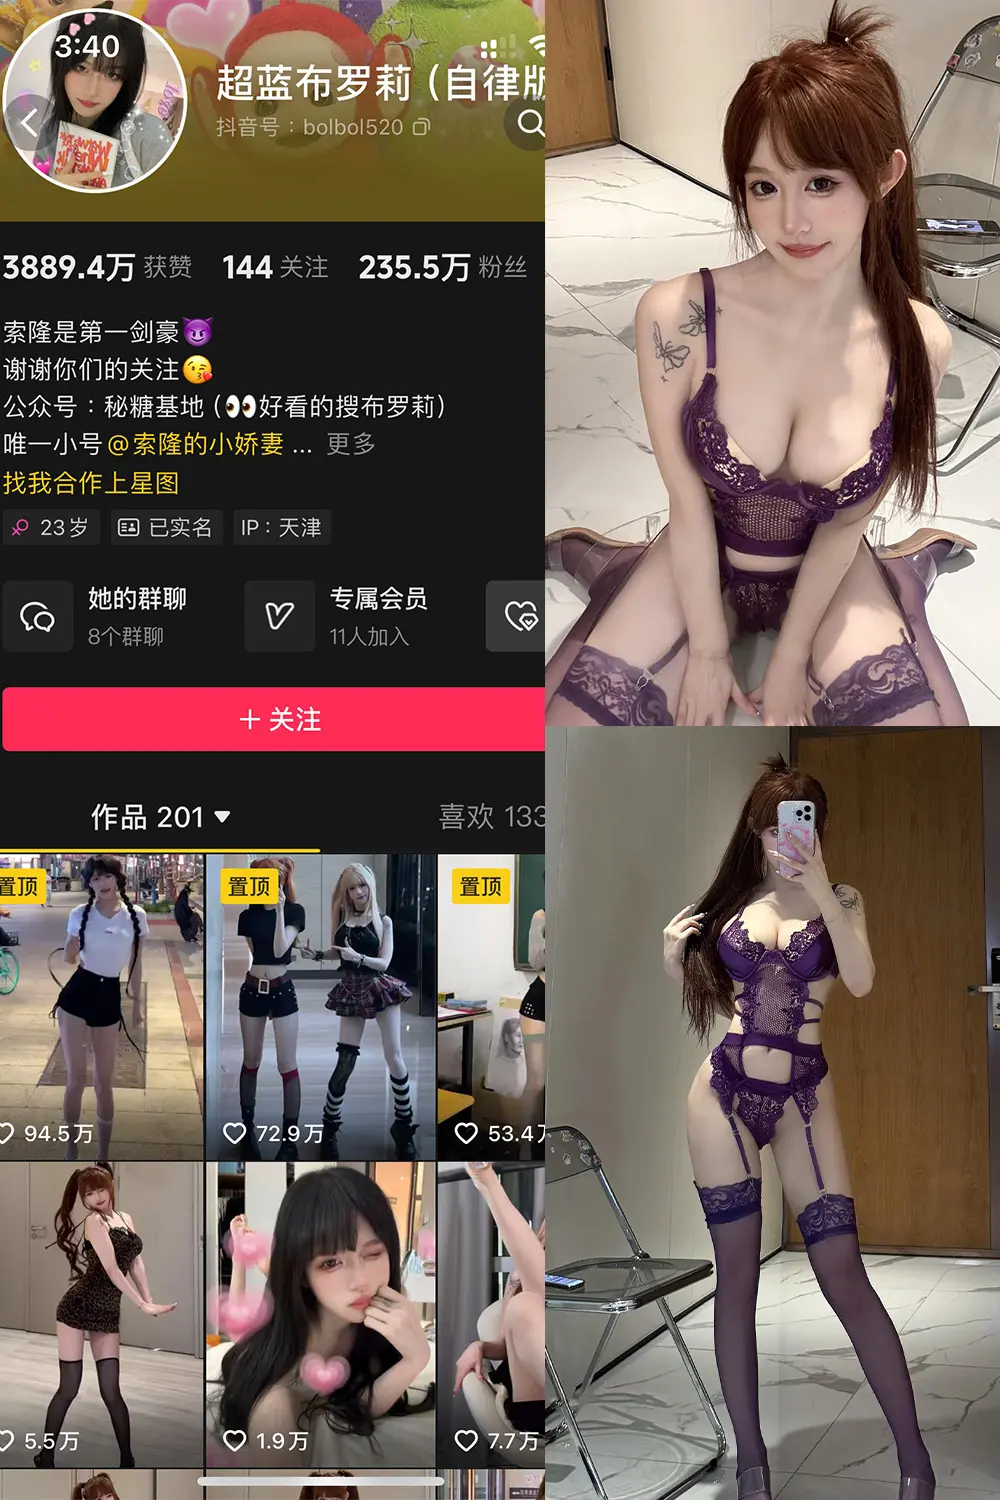 3:40
超蓝布罗莉（自律版
抖音号：bolbol520
3889.4万 获赞 144 关注 235.5万 粉丝
索隆是第一剑豪😈
谢谢你们的关注😘
公众号：秘糖基地（👀好看的搜布罗莉）
唯一小号@索隆的小娇妻 ... 更多
找我合作上星图
23岁 已实名 IP：天津
她的群聊 专属会员
8个群聊 11人加入
＋关注
作品 201 喜欢 133
置顶 置顶 置顶
94.5万 72.9万 53.4万
5.5万 1.9万 7.7万